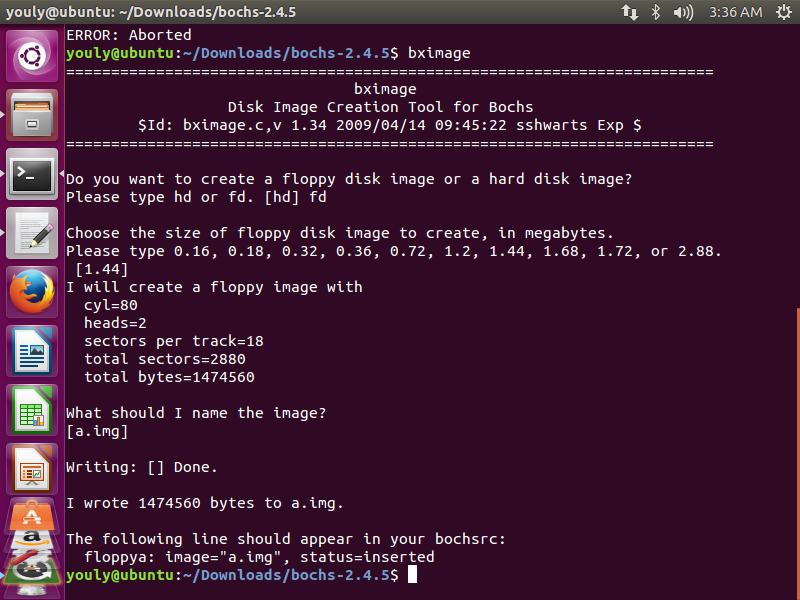 youly@ubuntu: ~/Downloads/bochs-2.4.5
3:36 AM
ERROR: Aborted
youly@ubuntu:~/Downloads/bochs-2.4.5$ bximage
========================================================================
bximage
Disk Image Creation Tool for Bochs
$Id: bximage.c,v 1.34 2009/04/14 09:45:22 sshwarts Exp $
========================================================================
Do you want to create a floppy disk image or a hard disk image?
Please type hd or fd. [hd] fd
Choose the size of floppy disk image to create, in megabytes.
Please type 0.16, 0.18, 0.32, 0.36, 0.72, 1.2, 1.44, 1.68, 1.72, or 2.88.
[1.44]
I will create a floppy image with
cyl=80
heads=2
sectors per track=18
total sectors=2880
total bytes=1474560
What should I name the image?
[a.img]
Writing: [] Done.
I wrote 1474560 bytes to a.img.
The following line should appear in your bochsrc:
floppya: image="a.img", status=inserted
youly@ubuntu:~/Downloads/bochs-2.4.5$